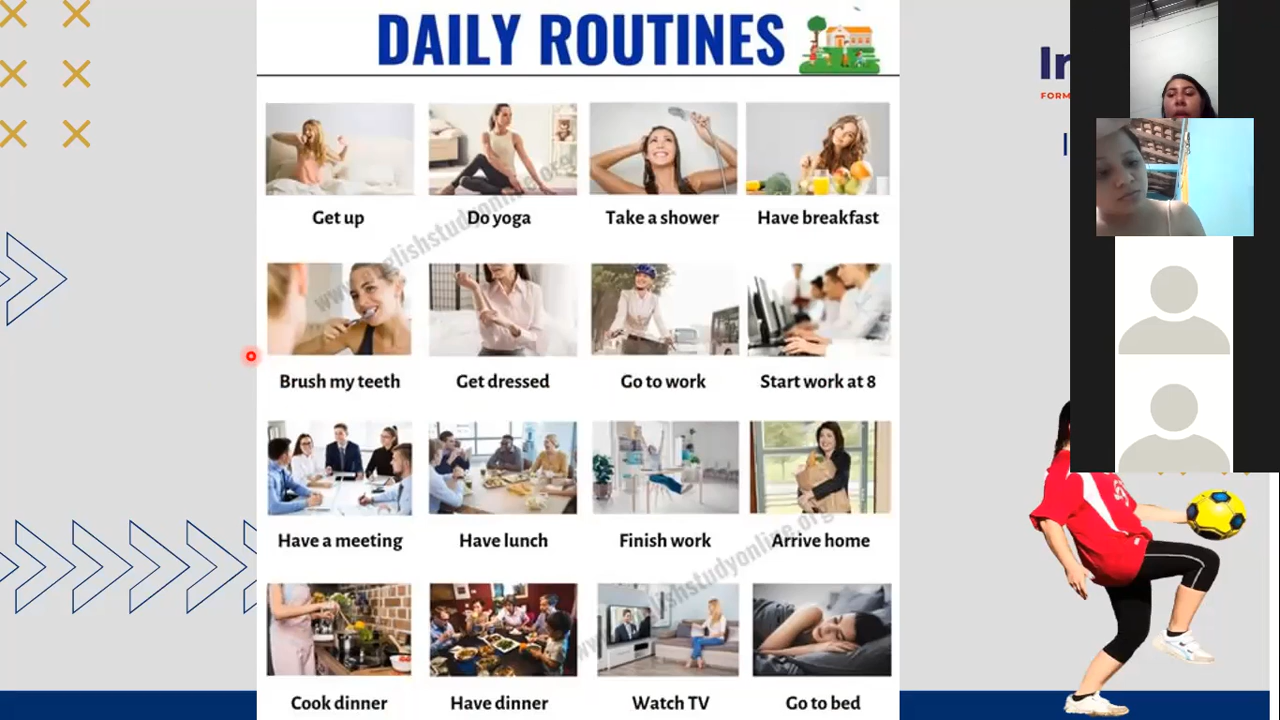 DAILY ROUTINES
Get up
Do yoga
Take a shower
Have breakfast
Brush my teeth
Get dressed
Go to work
Start work at 8
Have a meeting
Have lunch
Finish work
Arrive home
Cook dinner
Have dinner
Watch TV
Go to bed